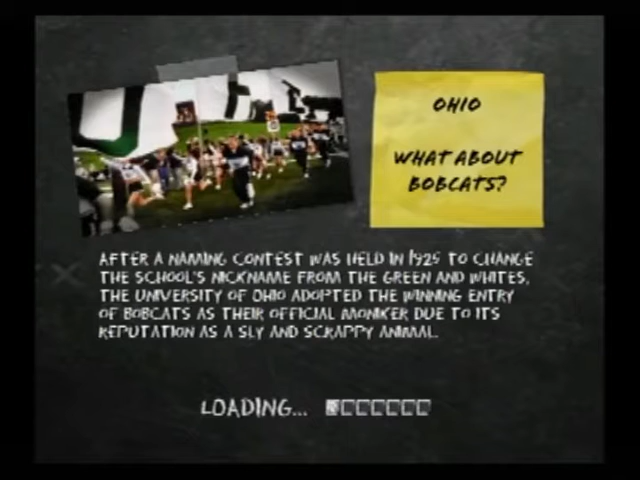 OHIO
WHAT ABOUT
BOBCATS?
AFTER A NAMING CONTEST WAS HELD IN 1925 TO CHANGE
THE SCHOOL'S NICKNAME FROM THE GREEN AND WHITES,
THE UNIVERSITY OF OHIO ADOPTED THE WINNING ENTRY
OF BOBCATS AS THEIR OFFICIAL MONIKER DUE TO ITS
REPUTATION AS A SLY AND SCRAPPY ANIMAL.
LOADING...